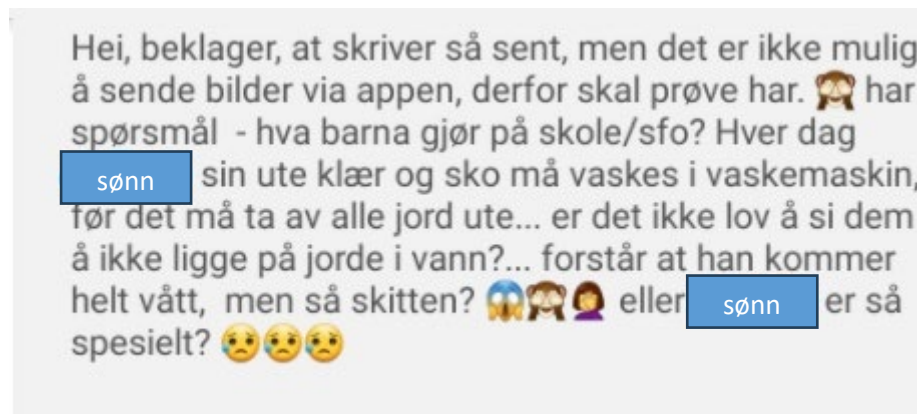 Hei, beklager, at skriver så sent, men det er ikke mulig
å sende bilder via appen, derfor skal prøve har. 🙈 har
spørsmål - hva barna gjør på skole/sfo? Hver dag
sønn sin ute klær og sko må vaskes i vaskemaskin,
før det må ta av alle jord ute... er det ikke lov å si dem
å ikke ligge på jorde i vann?... forstår at han kommer
helt vått, men så skitten? 😱🙈🤦‍♀️ eller sønn er så
spesielt? 😥😥😥